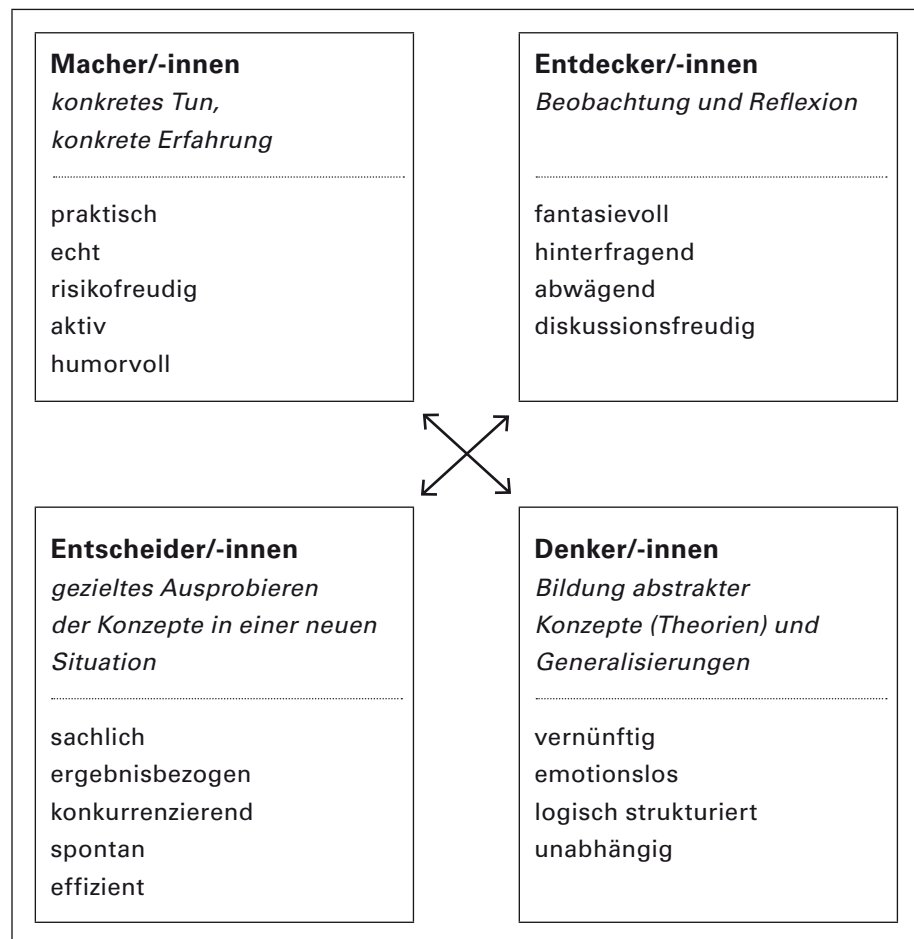 Macher/-innen
konkretes Tun,
konkrete Erfahrung
praktisch
echt
risikofreudig
aktiv
humorvoll
Entdecker/-innen
Beobachtung und Reflexion
fantasievoll
hinterfragend
abwägend
diskussionsfreudig
Entscheider/-innen
gezieltes Ausprobieren
der Konzepte in einer neuen
Situation
sachlich
ergebnisbezogen
konkurrenzierend
spontan
effizient
Denker/-innen
Bildung abstrakter
Konzepte (Theorien) und
Generalisierungen
vernünftig
emotionslos
logisch strukturiert
unabhängig